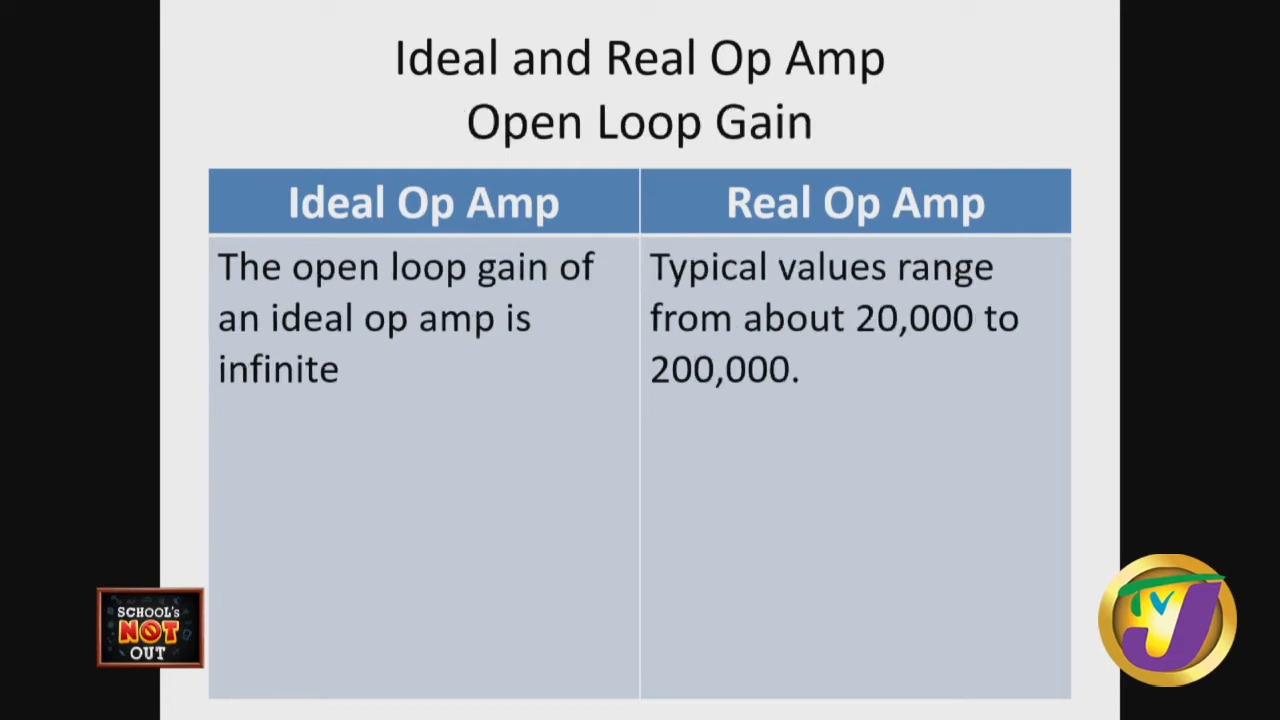 Ideal and Real Op Amp
Open Loop Gain
Ideal Op Amp
Real Op Amp
The open loop gain of
an ideal op amp is
infinite
Typical values range
from about 20,000 to
200,000.
SCHOOL's
NOT
OUT
TVJ